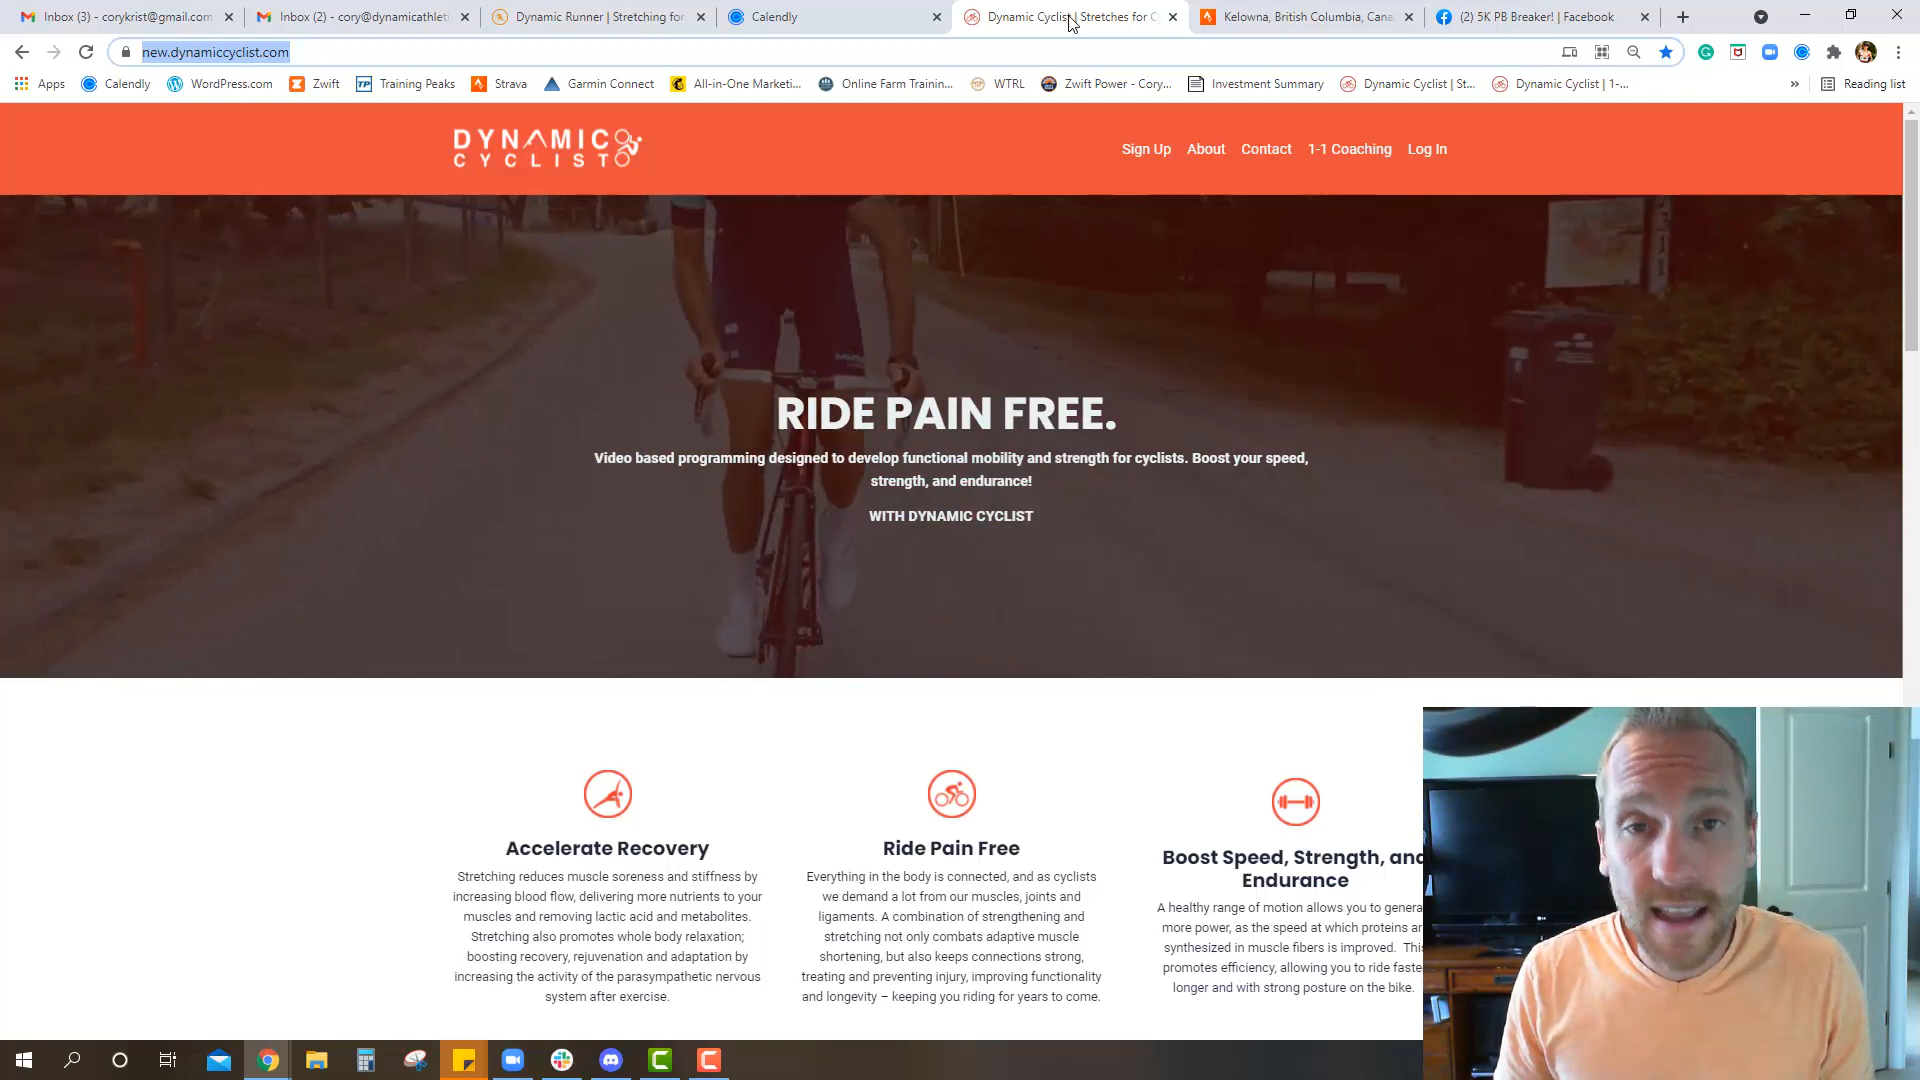 Inbox (3) - corykrist@gmail.com
Inbox (2) - cory@dynamicathleti
Dynamic Runner | Stretching for
Calendly
Dynamic Cyclist | Stretches for C
Kelowna, British Columbia, Cana
(2) 5K PB Breaker! | Facebook
new.dynamiccyclist.com
Apps
Calendly
WordPress.com
Zwift
TP Training Peaks
Strava
Garmin Connect
All-in-One Marketi...
Online Farm Trainin...
WTRL
Zwift Power - Cory...
Investment Summary
Dynamic Cyclist | St...
Dynamic Cyclist | 1-...
»
Reading list
DYNAMIC
CYCLIST
Sign Up
About
Contact
1-1 Coaching
Log In
RIDE PAIN FREE.
Video based programming designed to develop functional mobility and strength for cyclists. Boost your speed,
strength, and endurance!
WITH DYNAMIC CYCLIST
Accelerate Recovery
Stretching reduces muscle soreness and stiffness by
increasing blood flow, delivering more nutrients to your
muscles and removing lactic acid and metabolites.
Stretching also promotes whole body relaxation;
boosting recovery, rejuvenation and adaptation by
increasing the activity of the parasympathetic nervous
system after exercise.
Ride Pain Free
Everything in the body is connected, and as cyclists
we demand a lot from our muscles, joints and
ligaments. A combination of strengthening and
stretching not only combats adaptive muscle
shortening, but also keeps connections strong,
treating and preventing injury, improving functionality
and longevity – keeping you riding for years to come.
Boost Speed, Strength, and
Endurance
A healthy range of motion allows you to genera
more power, as the speed at which proteins ar
synthesized in muscle fibers is improved. This
promotes efficiency, allowing you to ride faste
longer and with strong posture on the bike.